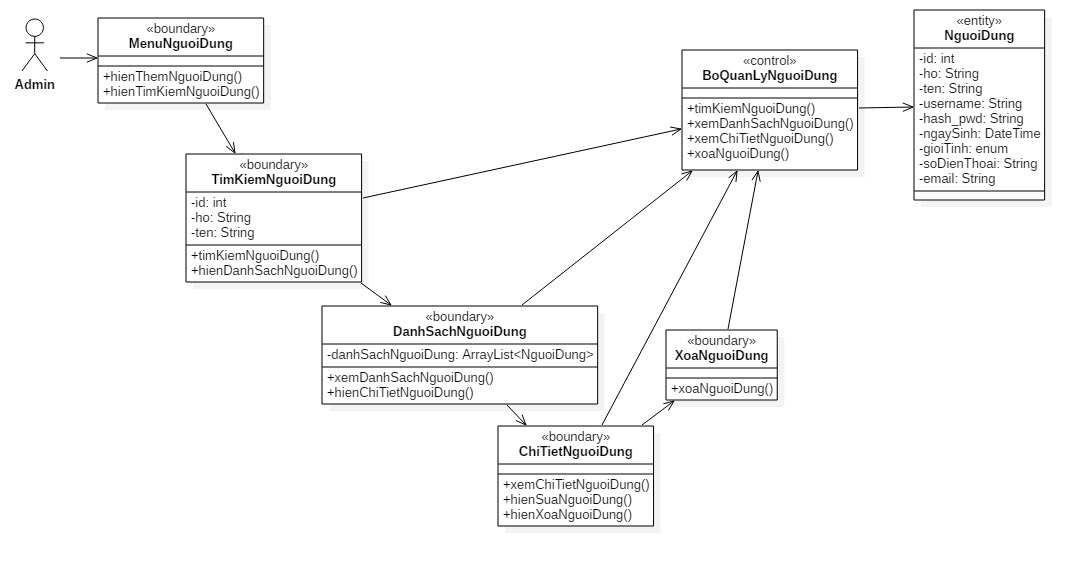 Admin
«boundary»
MenuNguoiDung
+hienThemNguoiDung()
+hienTimKiemNguoiDung()
«boundary»
TimKiemNguoiDung
-id: int
-ho: String
-ten: String
+timKiemNguoiDung()
+hienDanhSachNguoiDung()
«boundary»
DanhSachNguoiDung
-danhSachNguoiDung: ArrayList<NguoiDung>
+xemDanhSachNguoiDung()
+hienChiTietNguoiDung()
«boundary»
ChiTietNguoiDung
+xemChiTietNguoiDung()
+hienSuaNguoiDung()
+hienXoaNguoiDung()
«boundary»
XoaNguoiDung
+xoaNguoiDung()
«control»
BoQuanLyNguoiDung
+timKiemNguoiDung()
+xemDanhSachNguoiDung()
+xemChiTietNguoiDung()
+xoaNguoiDung()
«entity»
NguoiDung
-id: int
-ho: String
-ten: String
-username: String
-hash_pwd: String
-ngaySinh: DateTime
-gioiTinh: enum
-soDienThoai: String
-email: String